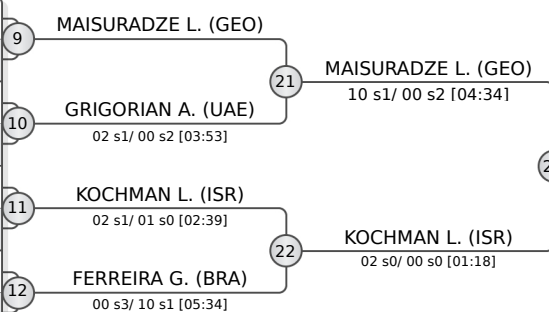 MAISURADZE L. (GEO)
9
21
MAISURADZE L. (GEO)
10 s1/ 00 s2 [04:34]
GRIGORIAN A. (UAE)
10
02 s1/ 00 s2 [03:53]
KOCHMAN L. (ISR)
11
02 s1/ 01 s0 [02:39]
22
KOCHMAN L. (ISR)
02 s0/ 00 s0 [01:18]
FERREIRA G. (BRA)
12
00 s3/ 10 s1 [05:34]